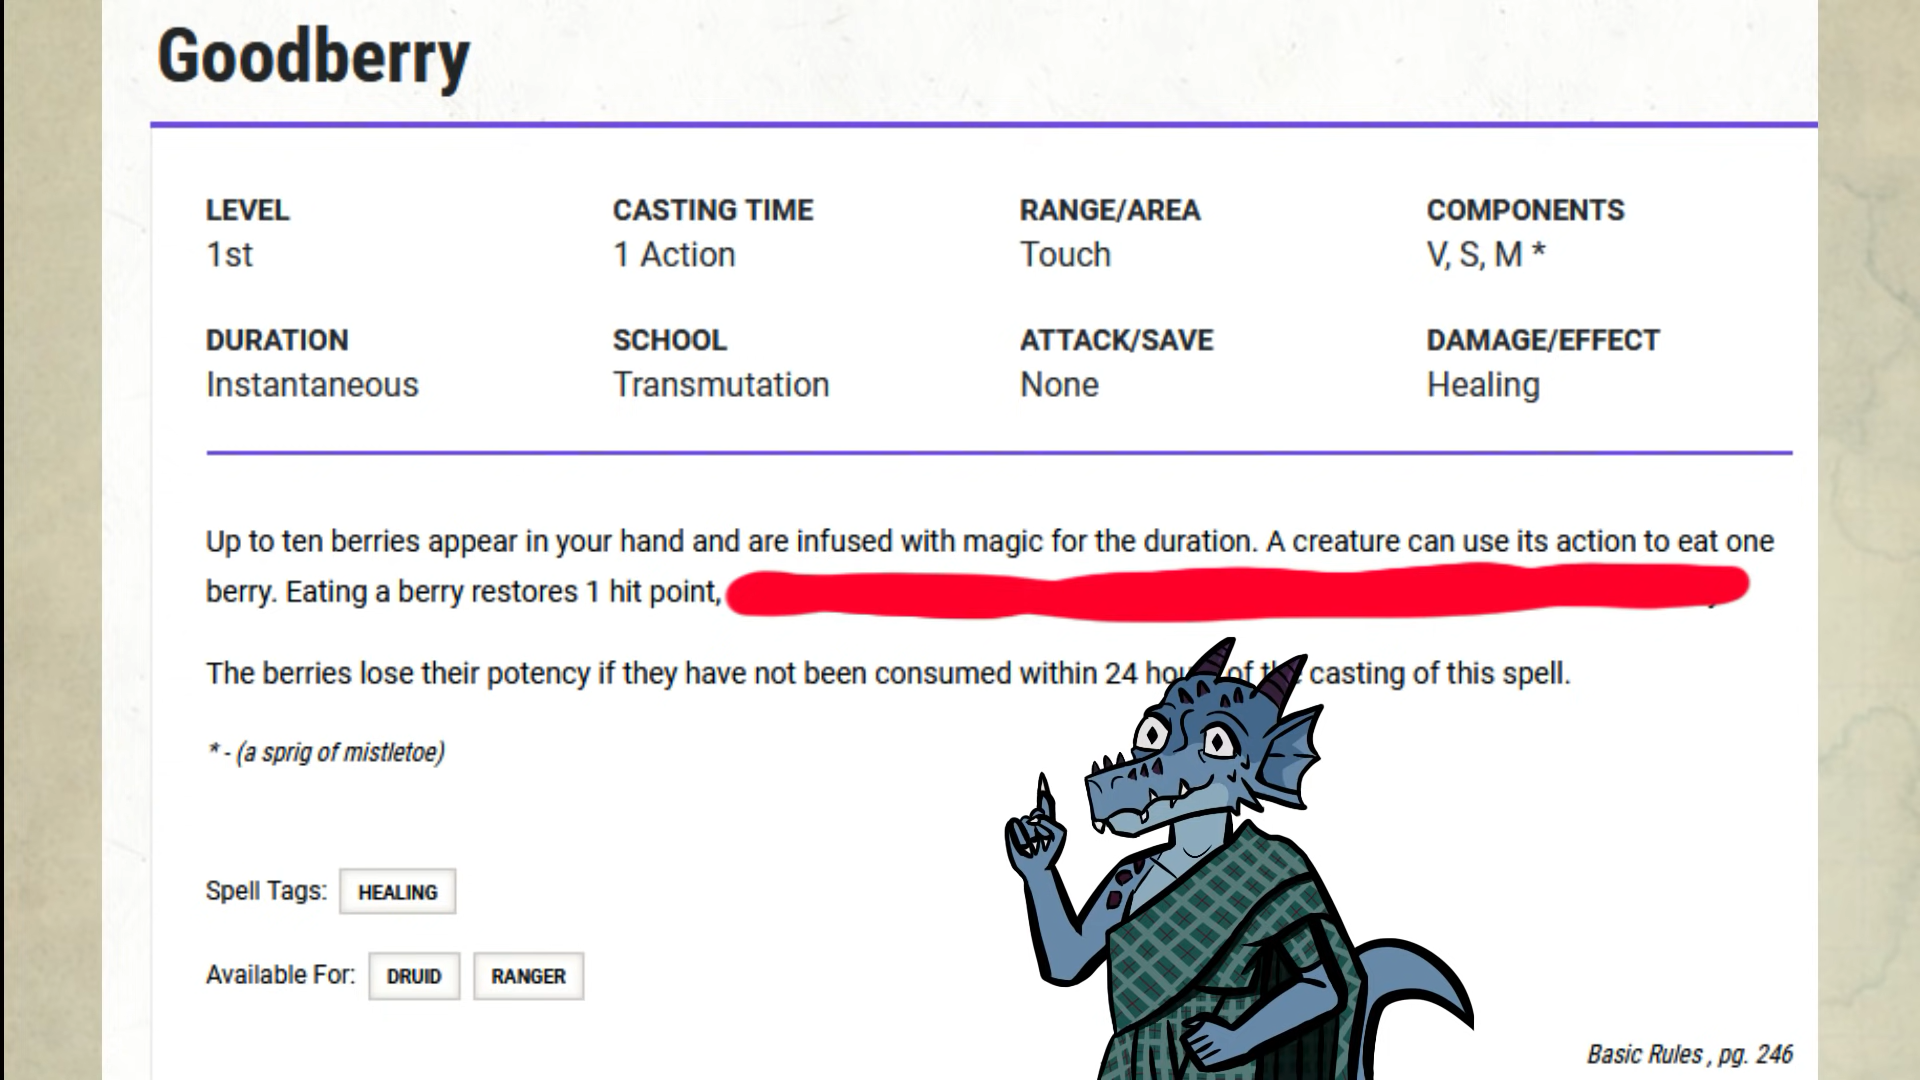 Goodberry
LEVEL CASTING TIME RANGE/AREA COMPONENTS
1st 1 Action Touch V, S, M *
DURATION SCHOOL ATTACK/SAVE DAMAGE/EFFECT
Instantaneous Transmutation None Healing
Up to ten berries appear in your hand and are infused with magic for the duration. A creature can use its action to eat one
berry. Eating a berry restores 1 hit point,
The berries lose their potency if they have not been consumed within 24 hours of the casting of this spell.
* - (a sprig of mistletoe)
Spell Tags: HEALING
Available For: DRUID RANGER
Basic Rules , pg. 246